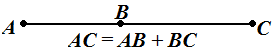 A B C
AC = AB + BC